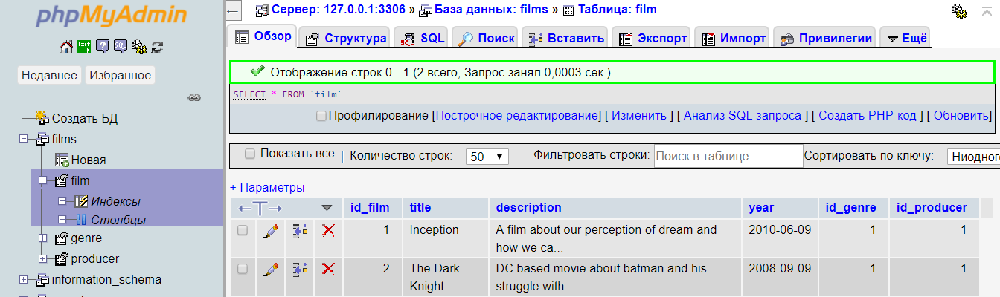 phpMyAdmin
Недавнее Избранное
Создать БД
films
Новая
film
Индексы
Столбцы
genre
producer
information_schema
Сервер: 127.0.0.1:3306 » База данных: films » Таблица: film
Обзор Структура SQL Поиск Вставить Экспорт Импорт Привилегии Ещё
Отображение строк 0 - 1 (2 всего, Запрос занял 0,0003 сек.)
SELECT * FROM `film`
Профилирование [Построчное редактирование] [ Изменить ] [ Анализ SQL запроса ] [ Создать PHP-код ] [ Обновить]
Показать все | Количество строк: 50 Фильтровать строки: Поиск в таблице Сортировать по ключу: Ниодного
+ Параметры
←T→ id_film title description year id_genre id_producer
1 Inception A film about our perception of dream and 2010-06-09 1 1
how we ca...
2 The Dark DC based movie about batman and his 2008-09-09 1 1
Knight struggle with ...